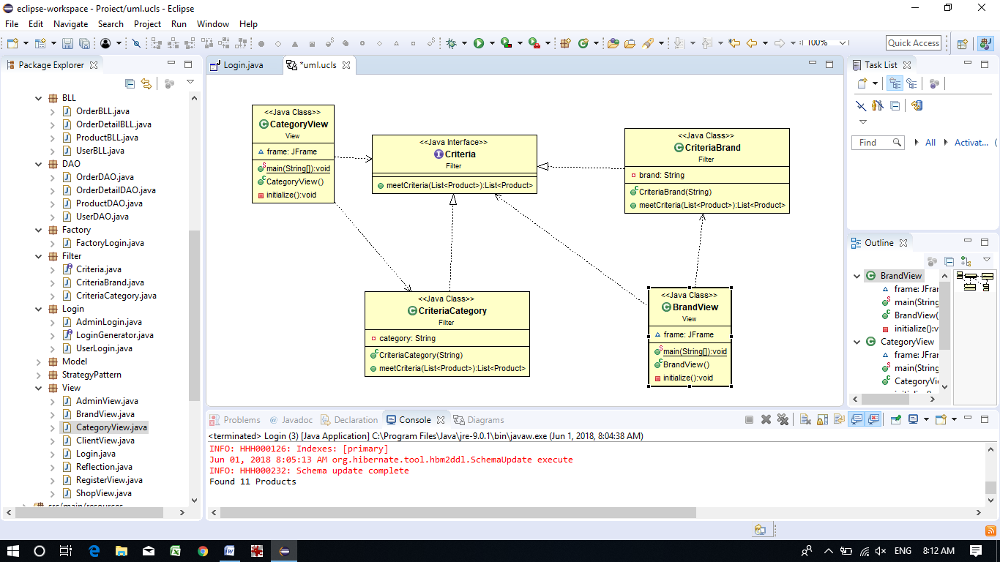 eclipse-workspace - Project/uml.ucls - Eclipse
File Edit Navigate Search Project Run Window Help
100%
Quick Access
Package Explorer
BLL
OrderBLL.java
OrderDetailBLL.java
ProductBLL.java
UserBLL.java
DAO
OrderDAO.java
OrderDetailDAO.java
ProductDAO.java
UserDAO.java
Factory
FactoryLogin.java
Filter
Criteria.java
CriteriaBrand.java
CriteriaCategory.java
Login
AdminLogin.java
LoginGenerator.java
UserLogin.java
Model
StrategyPattern
View
AdminView.java
BrandView.java
CategoryView.java
ClientView.java
Login.java
Reflection.java
RegisterView.java
ShopView.java
src/main/resources
Login.java
*uml.ucls
<<Java Class>>
CategoryView
View
frame: JFrame
main(String[]):void
CategoryView()
initialize():void
<<Java Interface>>
Criteria
Filter
meetCriteria(List<Product>):List<Product>
<<Java Class>>
CriteriaBrand
Filter
brand: String
CriteriaBrand(String)
meetCriteria(List<Product>):List<Product>
<<Java Class>>
CriteriaCategory
Filter
category: String
CriteriaCategory(String)
meetCriteria(List<Product>):List<Product>
<<Java Class>>
BrandView
View
frame: JFrame
main(String[]):void
BrandView()
initialize():void
Task List
Find
All
Activat...
Outline
BrandView
frame: JFra
main(String
BrandView(
initialize():v
CategoryView
frame: JFra
main(String
CategoryVi
Problems
@ Javadoc
Declaration
Console
Diagrams
<terminated> Login (3) [Java Application] C:\Program Files\Java\jre-9.0.1\bin\javaw.exe (Jun 1, 2018, 8:04:38 AM)
INFO: HHH000126: Indexes: [primary]
Jun 01, 2018 8:05:13 AM org.hibernate.tool.hbm2ddl.SchemaUpdate execute
INFO: HHH000232: Schema update complete
Found 11 Products
ENG
8:12 AM